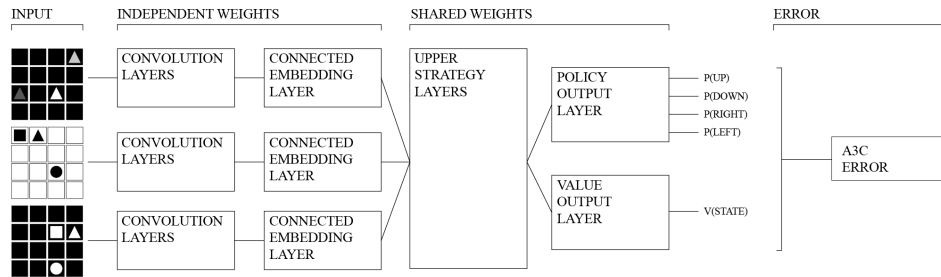 INPUT
INDEPENDENT WEIGHTS
SHARED WEIGHTS
ERROR
CONVOLUTION
LAYERS
CONNECTED
EMBEDDING
LAYER
CONVOLUTION
LAYERS
CONNECTED
EMBEDDING
LAYER
CONVOLUTION
LAYERS
CONNECTED
EMBEDDING
LAYER
UPPER
STRATEGY
LAYERS
POLICY
OUTPUT
LAYER
P(UP)
P(DOWN)
P(RIGHT)
P(LEFT)
VALUE
OUTPUT
LAYER
V(STATE)
A3C
ERROR